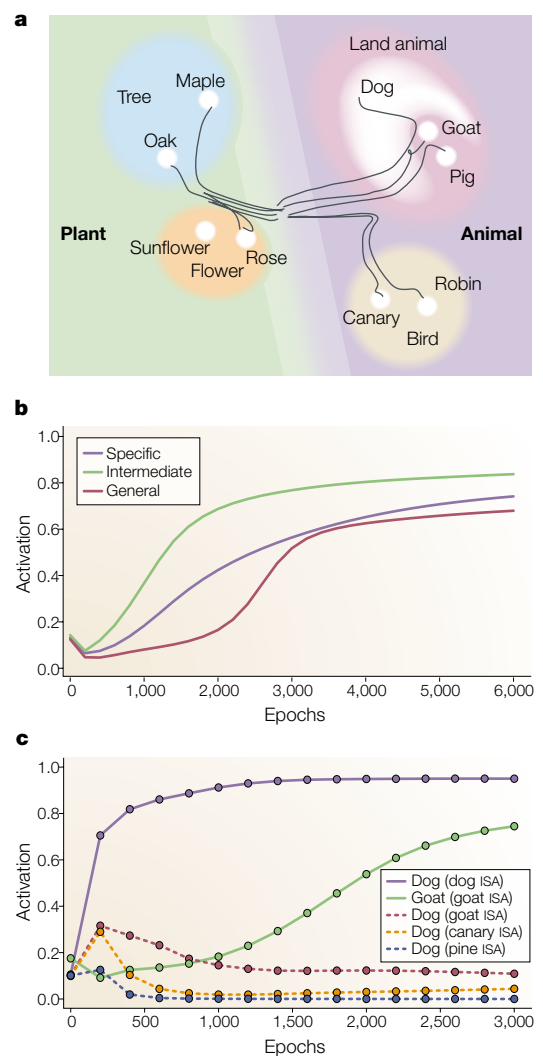 a
Land animal
Maple
Dog
Tree
Goat
Oak
Pig
Plant
Animal
Sunflower
Rose
Flower
Robin
Canary
Bird
b
1.0
Specific
Intermediate
General
0.8
0.6
Activation
0.4
0.2
0.0
0
1,000
2,000
3,000
4,000
5,000
6,000
Epochs
c
1.0
0.8
0.6
Activation
0.4
0.2
0.0
Dog (dog ISA)
Goat (goat ISA)
Dog (goat ISA)
Dog (canary ISA)
Dog (pine ISA)
0
500
1,000
1,500
2,000
2,500
3,000
Epochs